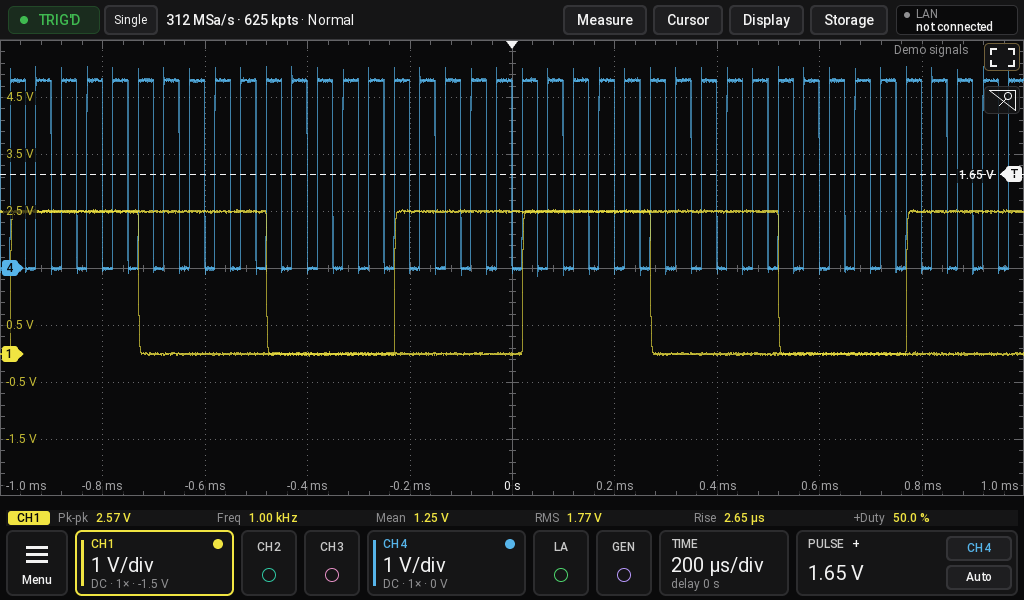 TRIG'D
Single
312 MSa/s · 625 kpts · Normal
Measure
Cursor
Display
Storage
LAN
not connected
Demo signals
4.5 V
3.5 V
1.65 V
T
2.5 V
4
0.5 V
1
-0.5 V
-1.5 V
-1.0 ms
-0.8 ms
-0.6 ms
-0.4 ms
-0.2 ms
0 s
0.2 ms
0.4 ms
0.6 ms
0.8 ms
1.0 ms
CH1 Pk-pk 2.57 V Freq 1.00 kHz Mean 1.25 V RMS 1.77 V Rise 2.65 µs +Duty 50.0 %
Menu
CH1
1 V/div
DC · 1× · -1.5 V
CH2
CH3
CH4
1 V/div
DC · 1× · 0 V
LA
GEN
TIME
200 µs/div
delay 0 s
PULSE +
1.65 V
CH4
Auto